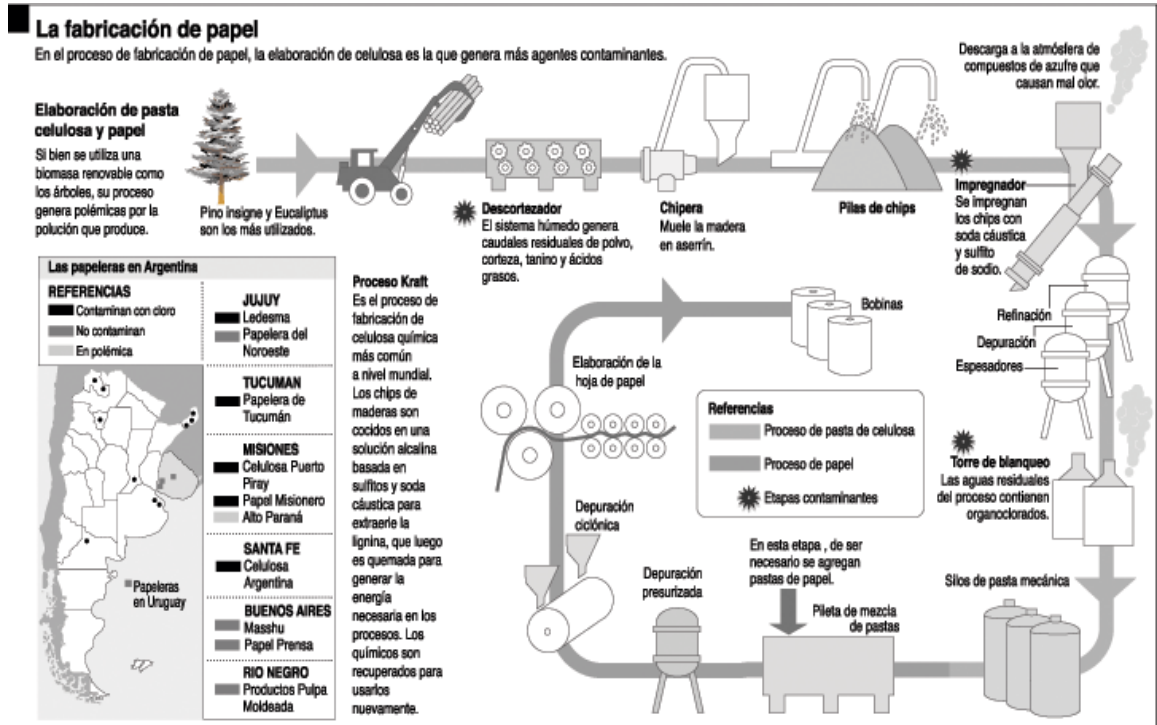 La fabricación de papel
En el proceso de fabricación de papel, la elaboración de celulosa es la que genera más agentes contaminantes.
Elaboración de pasta
celulosa y papel
Si bien se utiliza una
biomasa renovable como
los árboles, su proceso
genera polémicas por la
polución que produce.
Pino insigne y Eucaliptus
son los más utilizados.
Descortezador
El sistema húmedo genera
caudales residuales de polvo,
corteza, tanino y ácidos
grasos.
Chipera
Muele la madera
en aserrín.
Pilas de chips
Descarga a la atmósfera de
compuestos de azufre que
causan mal olor.
Impregnador
Se impregnan
los chips con
soda cáustica
y sulfito
de sodio.
Refinación
Depuración
Espesadores
Torre de blanqueo
Las aguas residuales
del proceso contienen
organoclorados.
Silos de pasta mecánica
En esta etapa , de ser
necesario se agregan
pastas de papel.
Pileta de mezcla
de pastas
Depuración
presurizada
Depuración
ciclónica
Elaboración de la
hoja de papel
Bobinas
Referencias
Proceso de pasta de celulosa
Proceso de papel
Etapas contaminantes
Proceso Kraft
Es el proceso de
fabricación de
celulosa química
más común
a nivel mundial.
Los chips de
maderas son
cocidos en una
solución alcalina
basada en
sulfitos y soda
cáustica para
extraerle la
lignina, que luego
es quemada para
generar la
energía
necesaria en los
procesos. Los
químicos son
recuperados para
usarlos
nuevamente.
Las papeleras en Argentina
REFERENCIAS
Contaminan con cloro
No contaminan
En polémica
Papeleras
en Uruguay
JUJUY
Ledesma
Papelera del
Noroeste
TUCUMAN
Papelera de
Tucumán
MISIONES
Celulosa Puerto
Piray
Papel Misionero
Alto Paraná
SANTA FE
Celulosa
Argentina
BUENOS AIRES
Masshu
Papel Prensa
RIO NEGRO
Productos Pulpa
Moldeada